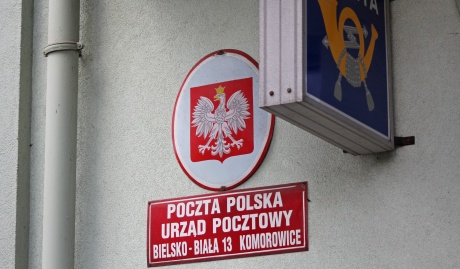 POCZTA POLSKA
URZĄD POCZTOWY
BIELSKO-BIAŁA 13 KOMOROWICE